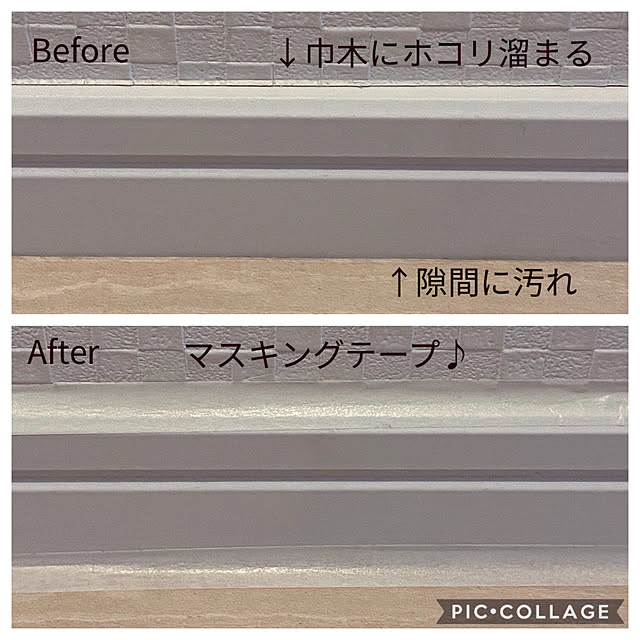 Before
↓巾木にホコリ溜まる
↑隙間に汚れ
After
マスキングテープ♪
PIC•COLLAGE